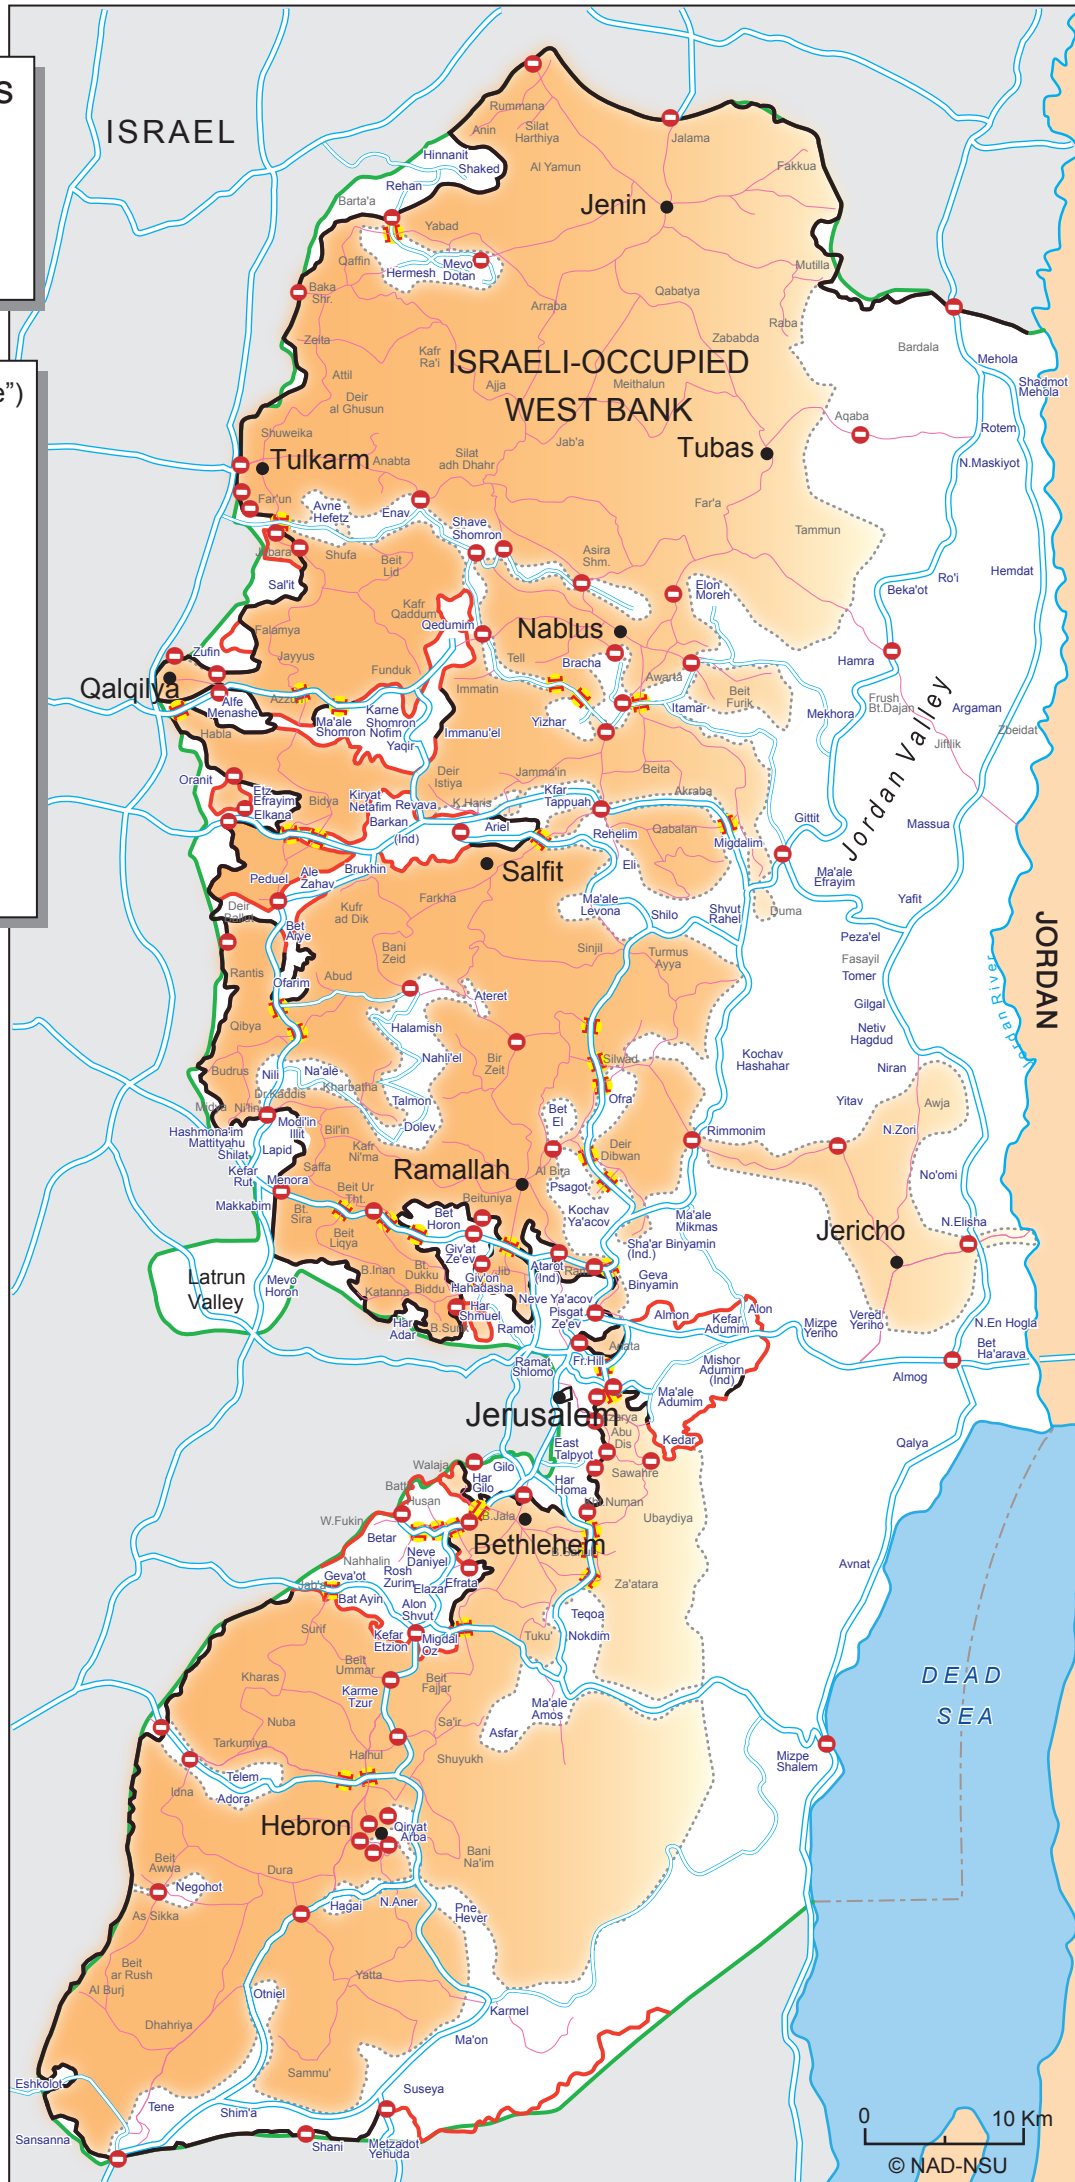 s
e”)
ISRAEL
Rummana
Anin
Silat
Harthiya
Jalama
Hinnanit
Shaked
Al Yamun
Fakkua
Rehan
Barta'a
Jenin
Yabad
Qaffin
Hermesh
Mevo
Dotan
Mutilla
Baka
Shr.
Arraba
Qabatya
Raba
Zeita
Kafr
Ra'i
Zababda
Bardala
ISRAELI-OCCUPIED
WEST BANK
Mehola
Shadmot
Mehola
Attil
Ajja
Meithalun
Deir
al Ghusun
Aqaba
Rotem
Shuweika
Jab'a
Tubas
Tulkarm
Anabta
Silat
adh Dhahr
N.Maskiyot
Far'un
Avne
Hefetz
Enav
Far'a
Shave
Shomron
Tammun
Jubara
Shufa
Beit
Lid
Asira
Shm.
Sal'it
Elon
Moreh
Ro'i
Hemdat
Beka'ot
Kafr
Qaddum
Qedumim
Falamya
Nablus
Zufin
Jayyus
Funduk
Tell
Bracha
Hamra
Qalqilya
Azzun
Immatin
Awarta
Beit
Furik
Frush
Bt.Dajan
Argaman
Alfe
Menashe
Ma'ale
Shomron
Karne
Shomron
Nofim
Yaqir
Yizhar
Itamar
Mekhora
Zbeidat
Habla
Immanu'el
Jiftlik
Jordan Valley
Oranit
Deir
Istiya
Jamma'in
Beita
Etz
Efrayim
Elkana
Bidya
Kiryat
Netafim
Revava
K.Haris
Kfar
Tappuah
Akraba
Barkan
(Ind)
Ariel
Rehelim
Qabalan
Migdalim
Gittit
Massua
Salfit
Eli
Peduel
Ale
Zahav
Brukhin
Ma'ale
Efrayim
Deir
Ballut
Kufr
ad Dik
Farkha
Ma'ale
Levona
Shilo
Shvut
Rahel
Duma
Yafit
Bet
Arye
Peza'el
JORDAN
Bani
Zeid
Sinjil
Turmus
Ayya
Fasayil
Rantis
Abud
Tomer
Ofarim
Ateret
Gilgal
Jordan River
Qibya
Halamish
Netiv
Hagdud
Nahli'el
Bir
Zeit
Silwad
Kochav
Hashahar
Niran
Budrus
Nili
Na'ale
Kharbatha
Midya
Ni'lin
Dr.Kaddis
Talmon
Ofra
Yitav
Awja
Hashmona'im
Mattityahu
Shilat
Modi'in
Illit
Bil'in
Dolev
Bet
El
Rimmonim
N.Zori
Lapid
Kafr
Ni'ma
Deir
Dibwan
Kefar
Rut
Saffa
Ramallah
Al Bira
No'omi
Menora
Beit Ur
Tht.
Psagot
Makkabim
Bt.
Sira
Beituniya
Kochav
Ya'acov
Ma'ale
Mikmas
N.Elisha
Bet
Horon
Jericho
Beit
Liqya
Giv'at
Ze'ev
Sha'ar Binyamin
(Ind.)
Latrun
Valley
Mevo
Horon
B.Inan
Bt.
Dukku
Jib
Atarot
(Ind)
Ram
Geva
Binyamin
Katanna
Biddu
Giv'on
Hahadasha
Neve Ya'acov
Pisgat
Ze'ev
Almon
Kefar
Adumim
Alon
Mizpe
Yeriho
Vered
Yeriho
N.En Hogla
Har
Adar
B.Surik
Har
Shmuel
Ramot
Anata
Bet
Ha'arava
Ramat
Shlomo
Fr.Hill
Mishor
Adumim
(Ind)
Almog
Ma'ale
Adumim
Jerusalem
Azarya
Abu
Dis
East
Talpyot
Kedar
Qalya
Walaja
Gilo
Sawahre
Battir
Har
Gilo
Har
Homa
Husan
Kh.Numan
W.Fukin
B.Jala
Ubaydiya
Betar
Bethlehem
Neve
Daniyel
B.Sahur
Nahhalin
Avnat
Geva'ot
Rosh
Zurim
Elazar
Efrata
Jab'a
Za'atara
Bat Ayin
Alon
Shvut
Teqoa
Surif
Kefar
Etzion
Migdal
Oz
Tuku'
Nokdim
Beit
Ummar
DEAD
SEA
Kharas
Beit
Fajjar
Karme
Tzur
Ma'ale
Amos
Nuba
Sa'ir
Asfar
Tarkumiya
Halhul
Shuyukh
Mizpe
Shalem
Telem
Adora
Idna
Hebron
Qiryat
Arba
Beit
Awwa
Bani
Na'im
Dura
Negohot
Hagai
N.Aner
As Sikka
Pne
Hever
Beit
ar Rush
Al Burj
Yatta
Otniel
Karmel
Dhahriya
Ma'on
Sammu'
Eshkolot
Suseya
Tene
Shim'a
0 10 Km
Sansanna
Shani
Metzadot
Yehuda
© NAD-NSU